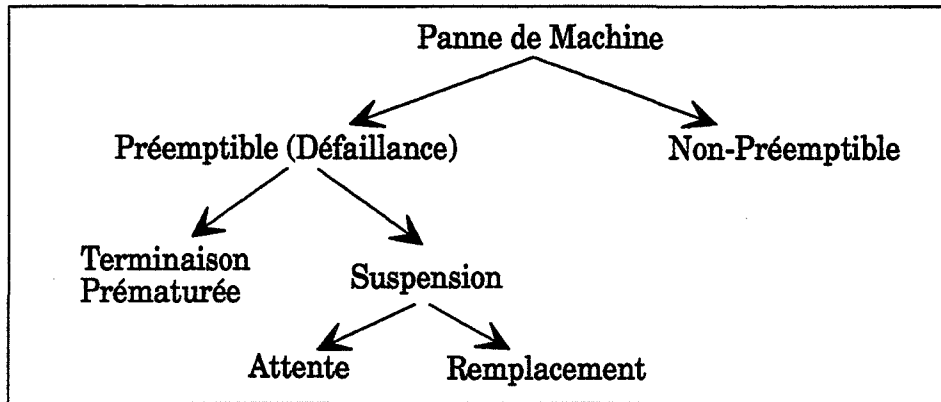 Panne de Machine
Préemptible (Défaillance)
Non-Préemptible
Terminaison
Prématurée
Suspension
Attente
Remplacement